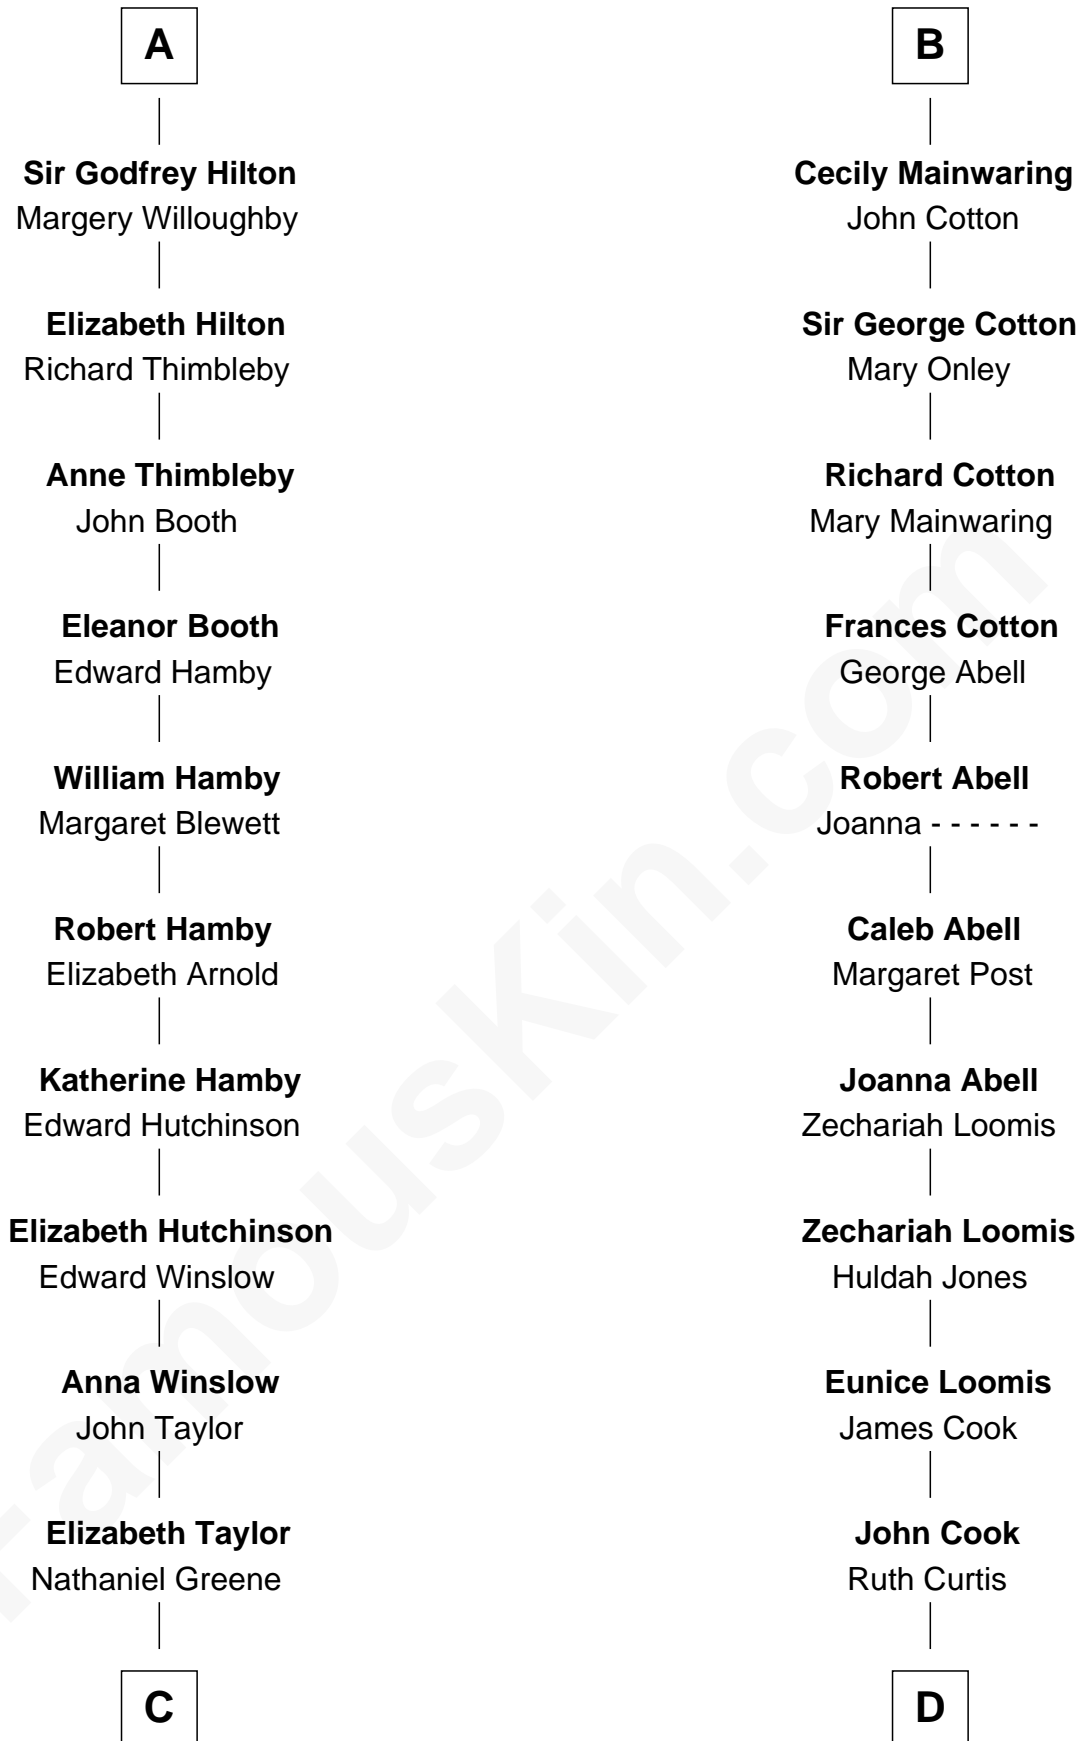 A
Sir Godfrey Hilton
Margery Willoughby
Elizabeth Hilton
Richard Thimbleby
Anne Thimbleby
John Booth
Eleanor Booth
Edward Hamby
William Hamby
Margaret Blewett
Robert Hamby
Elizabeth Arnold
Katherine Hamby
Edward Hutchinson
Elizabeth Hutchinson
Edward Winslow
Anna Winslow
John Taylor
Elizabeth Taylor
Nathaniel Greene
C
B
Cecily Mainwaring
John Cotton
Sir George Cotton
Mary Onley
Richard Cotton
Mary Mainwaring
Frances Cotton
George Abell
Robert Abell
Joanna - - - - - -
Caleb Abell
Margaret Post
Joanna Abell
Zechariah Loomis
Zechariah Loomis
Huldah Jones
Eunice Loomis
James Cook
John Cook
Ruth Curtis
D
FamousKin.com